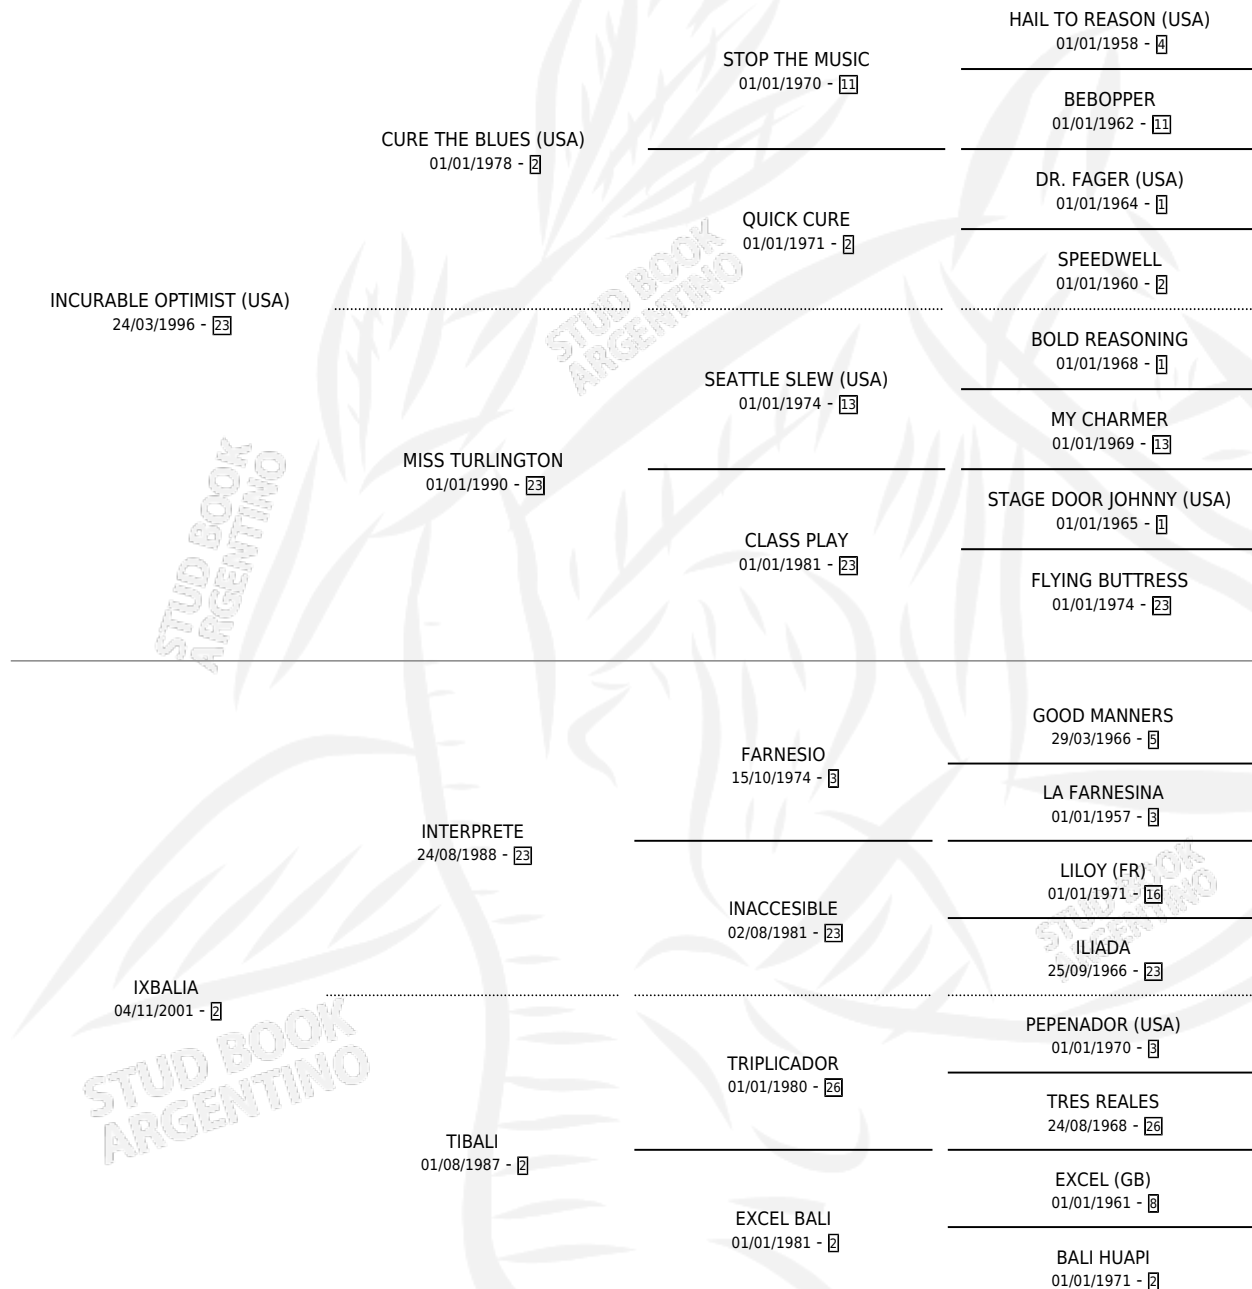 HAIL TO REASON (USA)
01/01/1958 - 4
STOP THE MUSIC
01/01/1970 - 11
BEBOPPER
01/01/1962 - 11
CURE THE BLUES (USA)
01/01/1978 - 2
DR. FAGER (USA)
01/01/1964 - 1
QUICK CURE
01/01/1971 - 2
SPEEDWELL
01/01/1960 - 2
INCURABLE OPTIMIST (USA)
24/03/1996 - 23
BOLD REASONING
01/01/1968 - 1
SEATTLE SLEW (USA)
01/01/1974 - 13
MY CHARMER
01/01/1969 - 13
MISS TURLINGTON
01/01/1990 - 23
STAGE DOOR JOHNNY (USA)
01/01/1965 - 1
CLASS PLAY
01/01/1981 - 23
FLYING BUTTRESS
01/01/1974 - 23
GOOD MANNERS
29/03/1966 - 5
FARNESIO
15/10/1974 - 3
LA FARNESINA
01/01/1957 - 3
INTERPRETE
24/08/1988 - 23
LILOY (FR)
01/01/1971 - 16
INACCESIBLE
02/08/1981 - 23
ILIADA
25/09/1966 - 23
IXBALIA
04/11/2001 - 2
PEPENADOR (USA)
01/01/1970 - 3
TRIPLICADOR
01/01/1980 - 26
TRES REALES
24/08/1968 - 26
TIBALI
01/08/1987 - 2
EXCEL (GB)
01/01/1961 - 8
EXCEL BALI
01/01/1981 - 2
BALI HUAPI
01/01/1971 - 2
STUD BOOK
ARGENTINO
STUD BOOK
ARGENTINO
STUD BOOK
ARGENTINO
STUD BOOK
ARGENTINO